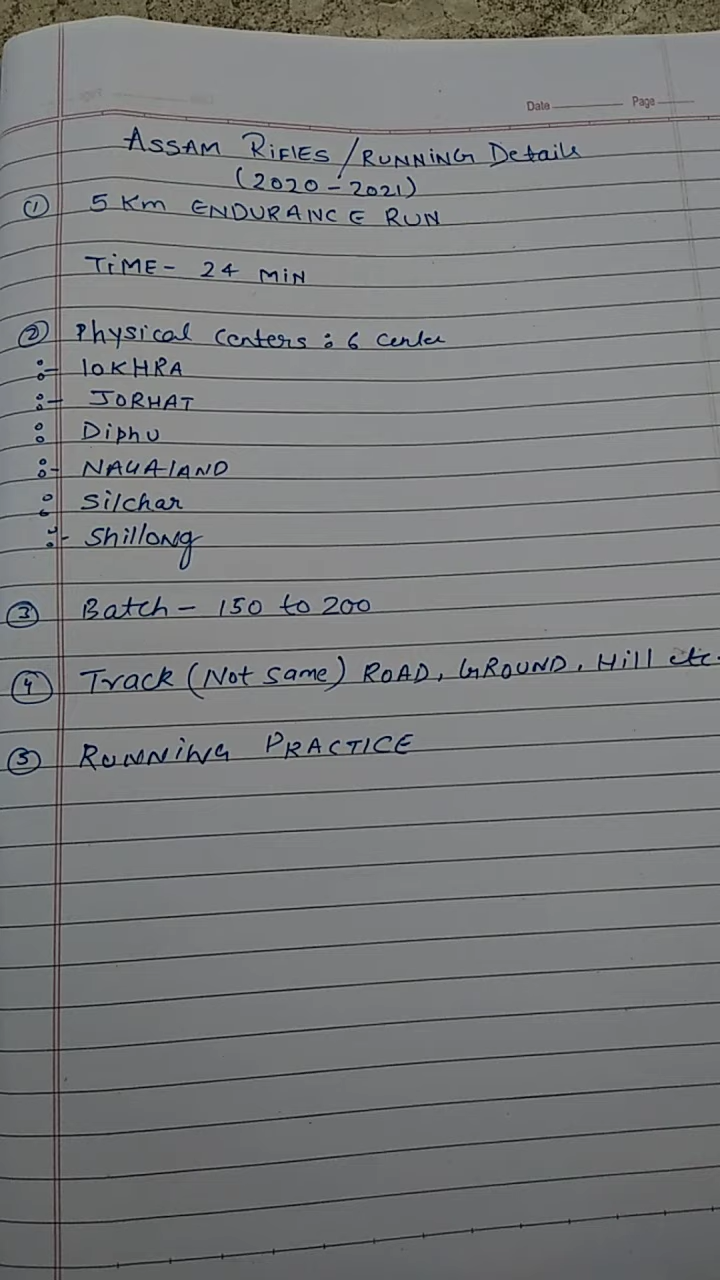 Date Page
ASSAM RIFlES / RUNNING Details
(2020-2021)
① 5 Km ENDURANCE RUN
TiME- 24 MiN
② Physical Centers : 6 Center
:- lOKHRA
:- JORHAT
: Diphu
:- NAGAlAND
: Silchar
:- Shillong
③ Batch - 150 to 200
④ Track (Not same) ROAD, GROUND, Hill etc.
⑤ RUNNiNG PRACTICE